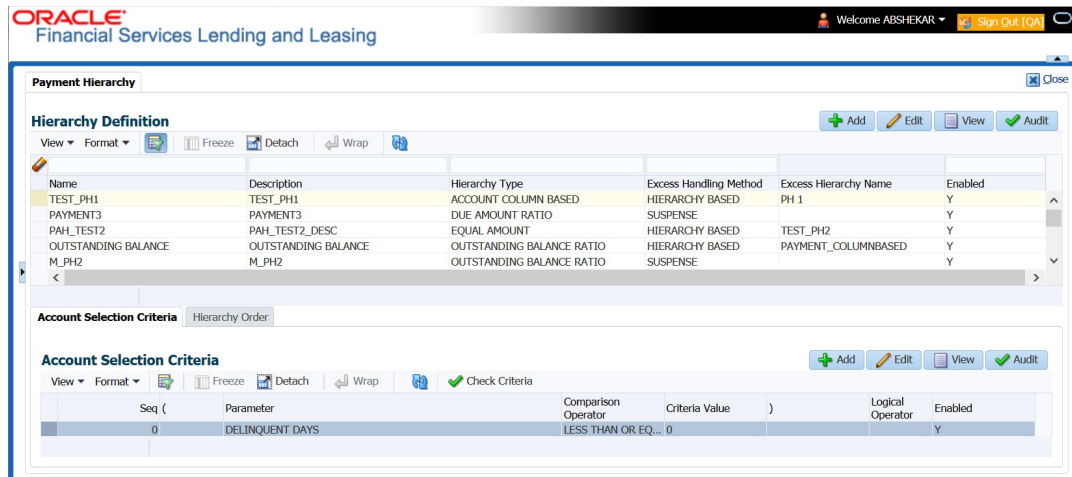 ORACLE
Welcome ABSHEKAR Sign Out [QA]
Financial Services Lending and Leasing
Payment Hierarchy Close
Hierarchy Definition Add Edit View Audit
View Format Freeze Detach Wrap
Name Description Hierarchy Type Excess Handling Method Excess Hierarchy Name Enabled
TEST_PH1 TEST_PH1 ACCOUNT COLUMN BASED HIERARCHY BASED PH 1 Y
PAYMENT3 PAYMENT3 DUE AMOUNT RATIO SUSPENSE Y
PAH_TEST2 PAH_TEST2_DESC EQUAL AMOUNT HIERARCHY BASED TEST_PH2 Y
OUTSTANDING BALANCE OUTSTANDING BALANCE OUTSTANDING BALANCE RATIO HIERARCHY BASED PAYMENT_COLUMNBASED Y
M_PH2 M_PH2 OUTSTANDING BALANCE RATIO SUSPENSE Y
Account Selection Criteria Hierarchy Order
Account Selection Criteria Add Edit View Audit
View Format Freeze Detach Wrap Check Criteria
Seq ( Parameter Comparison Operator Criteria Value ) Logical Operator Enabled
0 DELINQUENT DAYS LESS THAN OR EQ... 0 Y